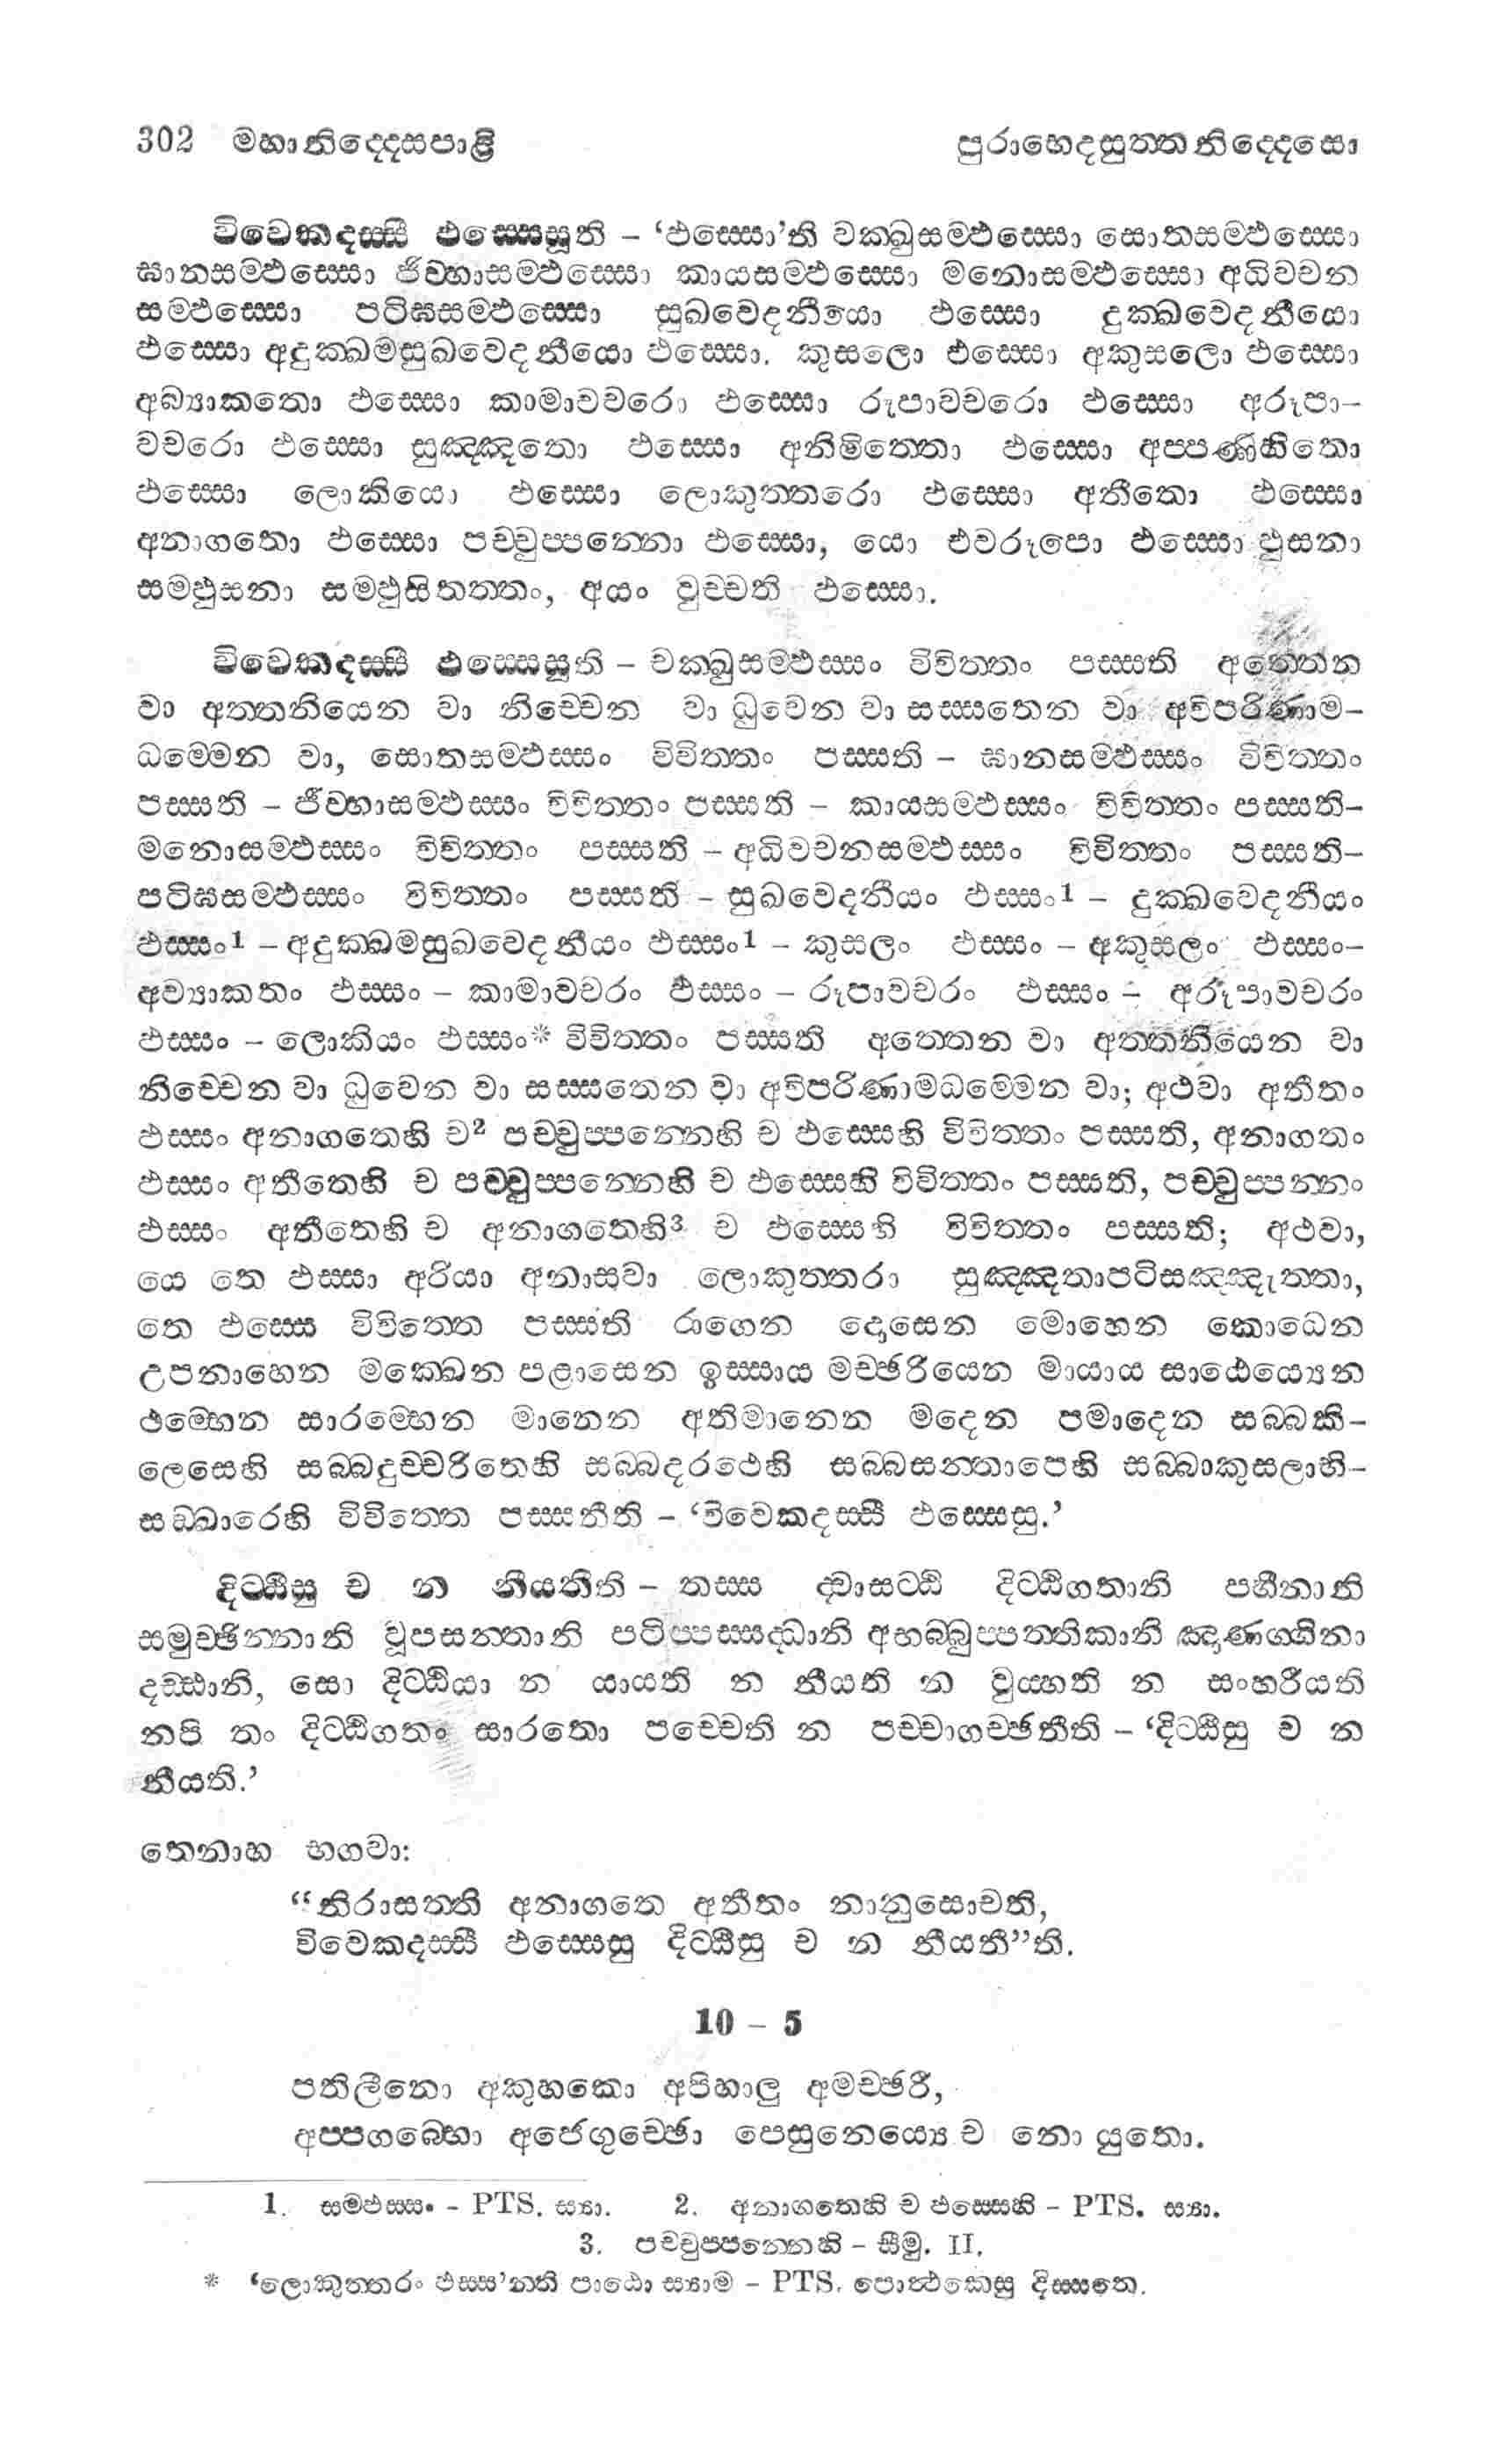 302 මහානිද්දෙසපාළි පුරාභෙදසුත්තනිද්දෙසො
විවෙකදස්සී ඵස්සෙසූති – ‘ඵස්සො’ති චක්ඛුසම්ඵස්සො සොතසම්ඵස්සො
ඝානසම්ඵස්සො ජිව්හාසම්ඵස්සො කායසම්ඵස්සො මනොසම්ඵස්සො අධිවචන
සම්ඵස්සො පටිඝසම්ඵස්සො සුඛවෙදනීයො ඵස්සො දුක්ඛවෙදනීයො
ඵස්සො අදුක්ඛමසුඛවෙදනීයො ඵස්සො. කුසලො ඵස්සො අකුසලො ඵස්සො
අබ්‍යාකතො ඵස්සො කාමාවචරො ඵස්සො රූපාවචරො ඵස්සො අරූපා-
වචරො ඵස්සො සුඤ්ඤතො ඵස්සො අනිමිත්තො ඵස්සො අප්පණිහිතො
ඵස්සො ලොකියො ඵස්සො ලොකුත්තරො ඵස්සො අතීතො ඵස්සො
අනාගතො ඵස්සො පච්චුප්පන්නො ඵස්සො, යො එවරූපො ඵස්සො ඵුසනා
සම්ඵුසනා සම්ඵුසිතත්තං, අයං වුච්චති ඵස්සො.
විවෙකදස්සී ඵස්සෙසූති – චක්ඛුසම්ඵස්සං විවිත්තං පස්සති අත්තෙන
වා අත්තනියෙන වා නිච්චෙන වා ධුවෙන වා සස්සතෙන වා අවිපරිණාම-
ධම්මෙන වා, සොතසම්ඵස්සං විවිත්තං පස්සති – ඝානසම්ඵස්සං විවිත්තං
පස්සති – ජිව්හාසම්ඵස්සං විවිත්තං පස්සති – කායසම්ඵස්සං විවිත්තං පස්සති–
මනොසම්ඵස්සං විවිත්තං පස්සති – අධිවචනසම්ඵස්සං විවිත්තං පස්සති–
පටිඝසම්ඵස්සං විවිත්තං පස්සති – සුඛවෙදනීයං ඵස්සං1 – දුක්ඛවෙදනීයං
ඵස්සං1 – අදුක්ඛමසුඛවෙදනීයං ඵස්සං1 – කුසලං ඵස්සං – අකුසලං ඵස්සං–
අව්‍යාකතං ඵස්සං – කාමාවචරං ඵස්සං – රූපාවචරං ඵස්සං – අරූපාවචරං
ඵස්සං – ලොකියං ඵස්සං* විවිත්තං පස්සති අත්තෙන වා අත්තනීයෙන වා
නිච්චෙන වා ධුවෙන වා සස්සතෙන වා අවිපරිණාමධම්මෙන වා; අථවා අතීතං
ඵස්සං අනාගතෙහි ච2 පච්චුප්පන්නෙහි ච ඵස්සෙහි විවිත්තං පස්සති, අනාගතං
ඵස්සං අතීතෙහි ච පච්චුප්පන්නෙහි ච ඵස්සෙහි විවිත්තං පස්සති, පච්චුප්පන්නං
ඵස්සං අතීතෙහි ච අනාගතෙහි3 ච ඵස්සෙහි විවිත්තං පස්සති; අථවා,
යෙ තෙ ඵස්සා අරියා අනාසවා ලොකුත්තරා සුඤ්ඤතාපටිසඤ්ඤුත්තා,
තෙ ඵස්සෙ විවිත්තෙ පස්සති රාගෙන දොසෙන මොහෙන කොධෙන
උපනාහෙන මක්ඛෙන පළාසෙන ඉස්සාය මච්ඡරියෙන මායාය සාඨෙය්‍යෙන
ථම්භෙන සාරම්භෙන මානෙන අතිමානෙන මදෙන පමාදෙන සබ්බකි-
ලෙසෙහි සබ්බදුච්චරිතෙහි සබ්බදරථෙහි සබ්බසන්තාපෙහි සබ්බාකුසලාභි-
සඞ්ඛාරෙහි විවිත්තෙ පස්සතීති – ‘විවෙකදස්සී ඵස්සෙසු.’
දිට්ඨීසු ච න නීයතීති – තස්ස ද්වාසට්ඨි දිට්ඨිගතානි පහීනානි
සමුච්ඡින්නානි වූපසන්තානි පටිප්පස්සද්ධානි අභබ්බුප්පත්තිකානි ඤාණග්ගිනා
දඩ්ඪානි, සො දිට්ඨියා න යායති න නීයති න වුය්හති න සංහරීයති
නපි තං දිට්ඨිගතං සාරතො පච්චෙති න පච්චාගච්ඡතීති – ‘දිට්ඨීසු ච න
නීයති.’
තෙනාහ භගවා:
“නිරාසත්ති අනාගතෙ අතීතං නානුසොචති,
විවෙකදස්සී ඵස්සෙසු දිට්ඨීසු ච න නීයතී”ති.
10 – 5
පතිලීනො අකුහකො අපිහාලු අමච්ඡරී,
අප්පගබ්භො අජෙගුච්ඡො පෙසුනෙය්‍යෙ ච නො යුතො.
1. සම්ඵස්සං – PTS. ස්‍යා. 2. අනාගතෙහි ච ඵස්සෙහි – PTS. ස්‍යා.
3. පච්චුප්පන්නෙහි – සීමු. II.
* ‘ලොකුත්තරං ඵස්ස’න්ති පාඨො ස්‍යාම – PTS. පොත්ථකෙසු දිස්සතෙ.